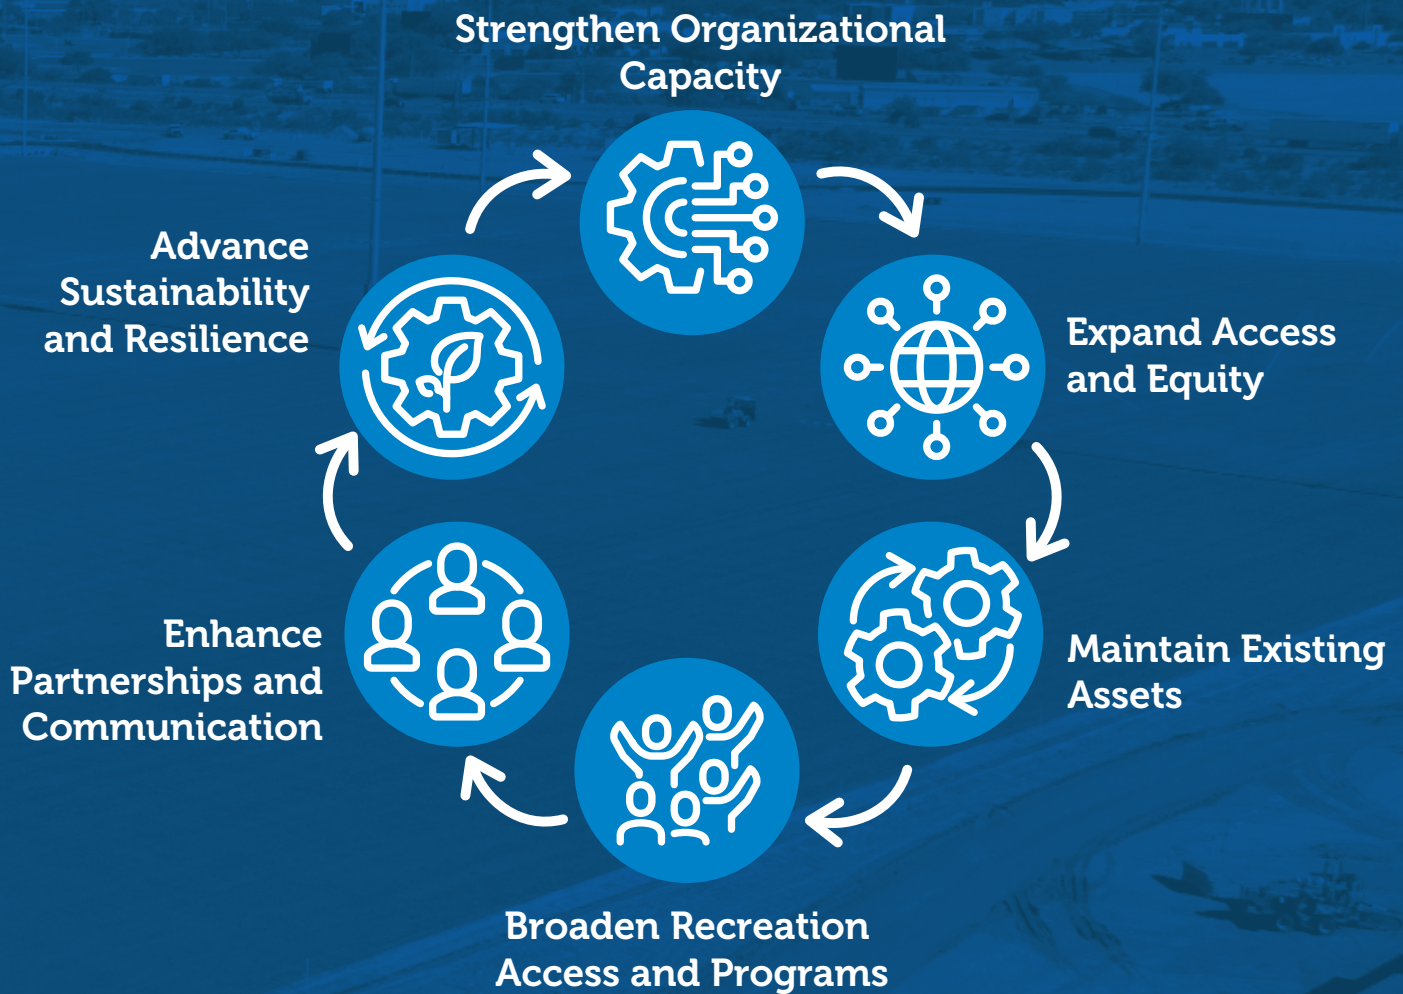 Strengthen Organizational
Capacity
Expand Access
and Equity
Maintain Existing
Assets
Broaden Recreation
Access and Programs
Enhance
Partnerships and
Communication
Advance
Sustainability
and Resilience